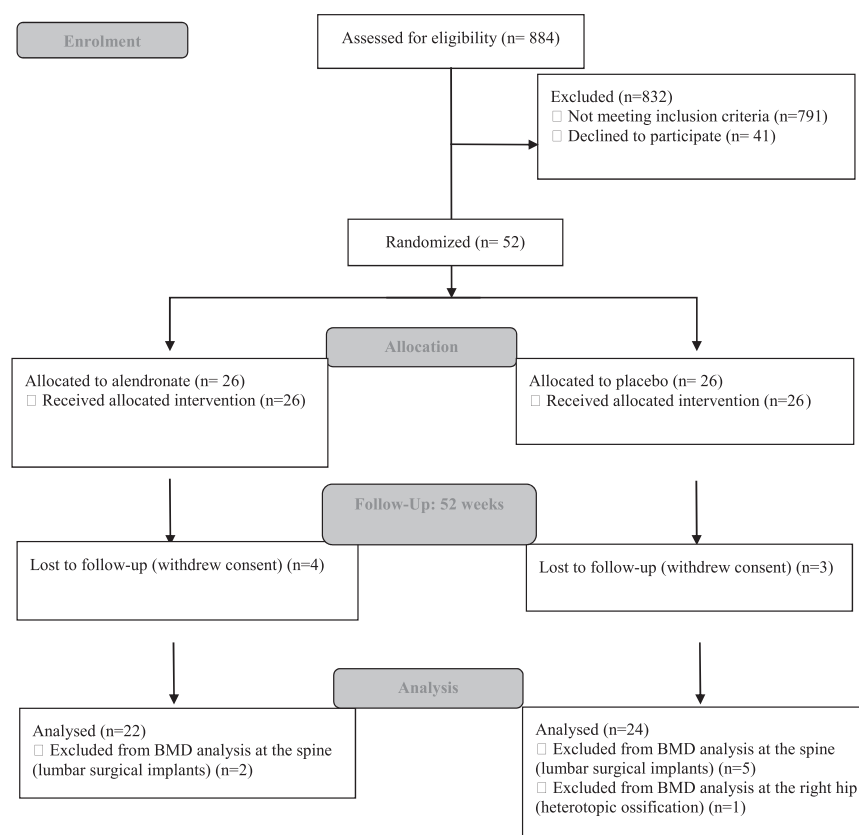 Enrolment
Assessed for eligibility (n= 884)
Excluded (n=832)
□ Not meeting inclusion criteria (n=791)
□ Declined to participate (n= 41)
Randomized (n= 52)
Allocation
Allocated to alendronate (n= 26)
□ Received allocated intervention (n=26)
Allocated to placebo (n= 26)
□ Received allocated intervention (n=26)
Follow-Up: 52 weeks
Lost to follow-up (withdrew consent) (n=4)
Lost to follow-up (withdrew consent) (n=3)
Analysis
Analysed (n=22)
□ Excluded from BMD analysis at the spine
(lumbar surgical implants) (n=2)
Analysed (n=24)
□ Excluded from BMD analysis at the spine
(lumbar surgical implants) (n=5)
□ Excluded from BMD analysis at the right hip
(heterotopic ossification) (n=1)